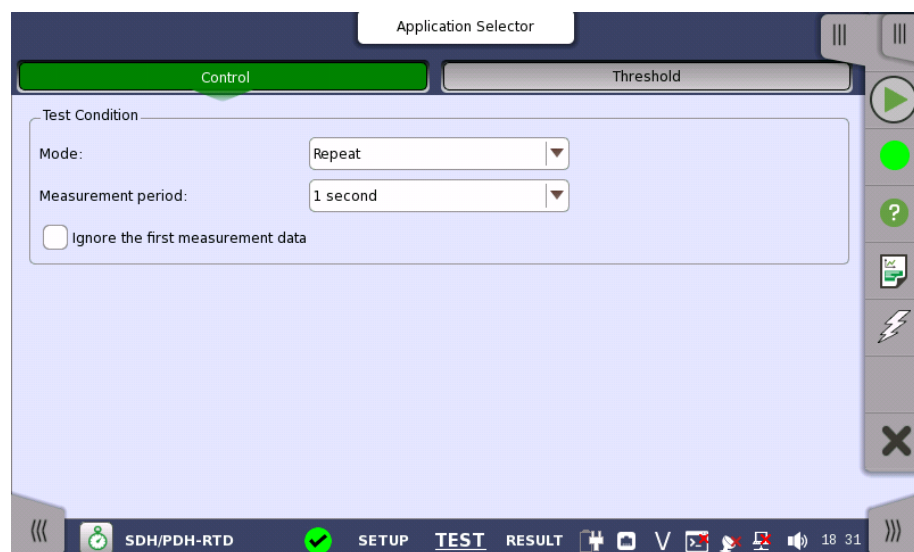 Application Selector
Control
Threshold
Test Condition
Mode:
Repeat
Measurement period:
1 second
Ignore the first measurement data
?
SDH/PDH-RTD
SETUP
TEST
RESULT
V
18 31